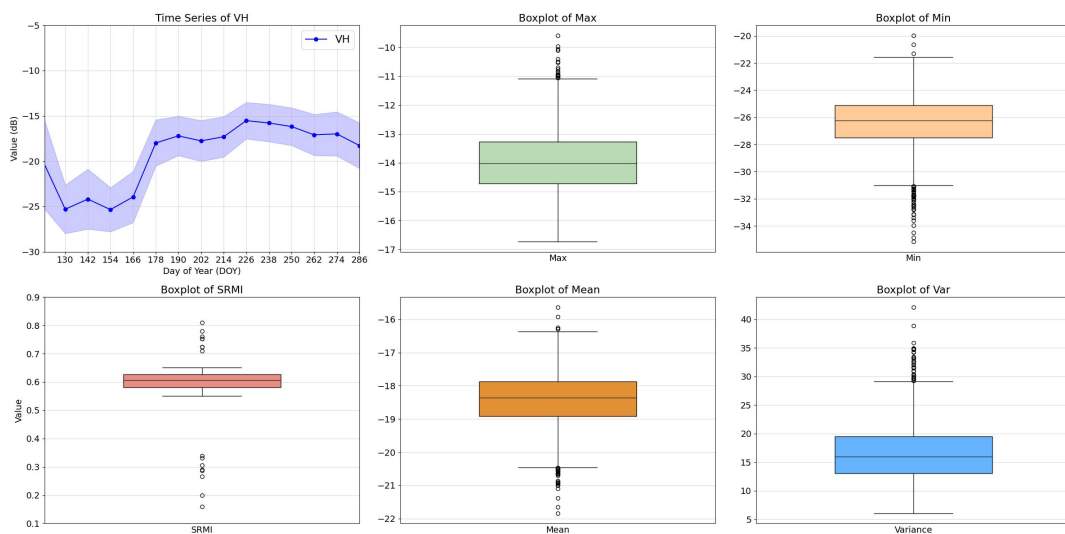 Time Series of VH
−5
−10
−15
−20
−25
−30
Value (dB)
VH
130 142 154 166 178 190 202 214 226 238 250 262 274 286
Day of Year (DOY)
Boxplot of Max
−10
−11
−12
−13
−14
−15
−16
−17
Max
Boxplot of Min
−20
−22
−24
−26
−28
−30
−32
−34
Min
Boxplot of SRMI
0.9
0.8
0.7
0.6
0.5
0.4
0.3
0.2
0.1
Value
SRMI
Boxplot of Mean
−16
−17
−18
−19
−20
−21
−22
Mean
Boxplot of Var
40
35
30
25
20
15
10
5
Variance